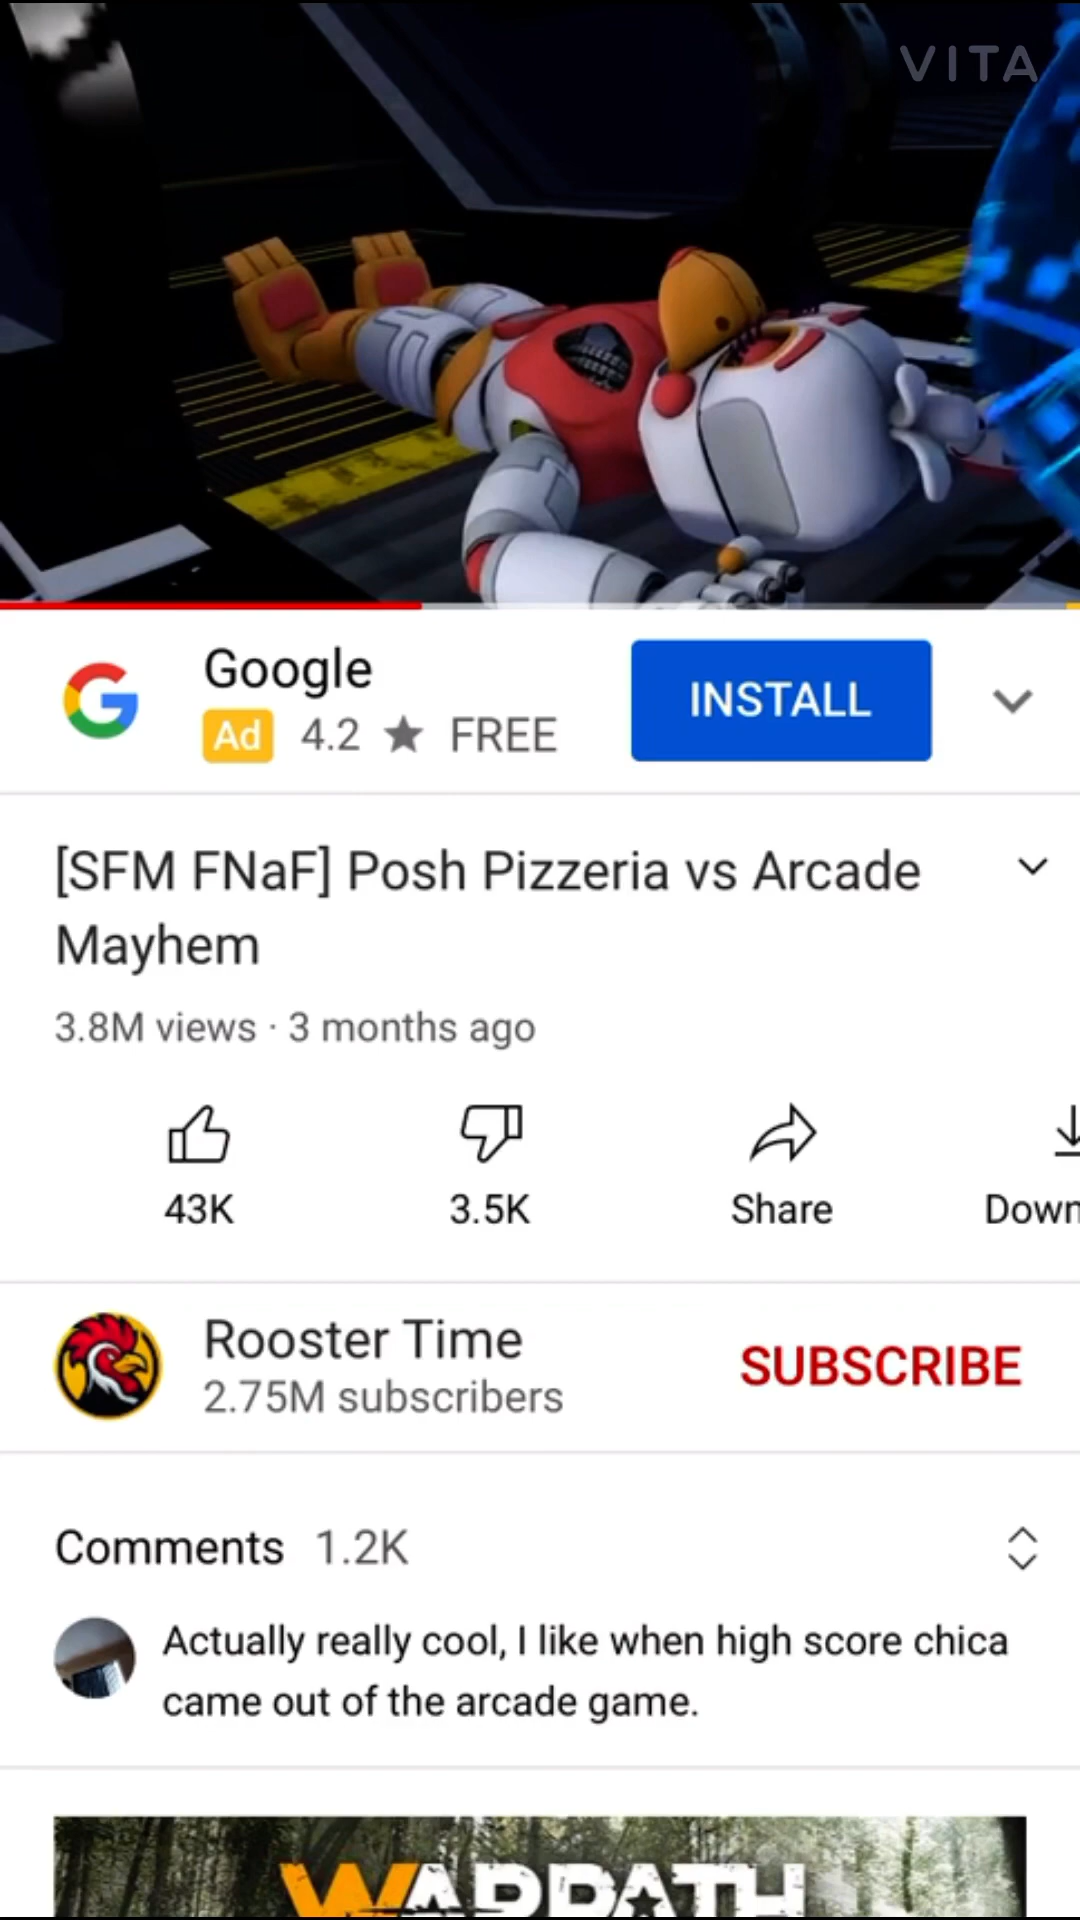 VITA
Google
Ad 4.2 ★ FREE
INSTALL
[SFM FNaF] Posh Pizzeria vs Arcade
Mayhem
3.8M views · 3 months ago
43K
3.5K
Share
Down
Rooster Time
2.75M subscribers
SUBSCRIBE
Comments 1.2K
Actually really cool, I like when high score chica
came out of the arcade game.
WARPATH